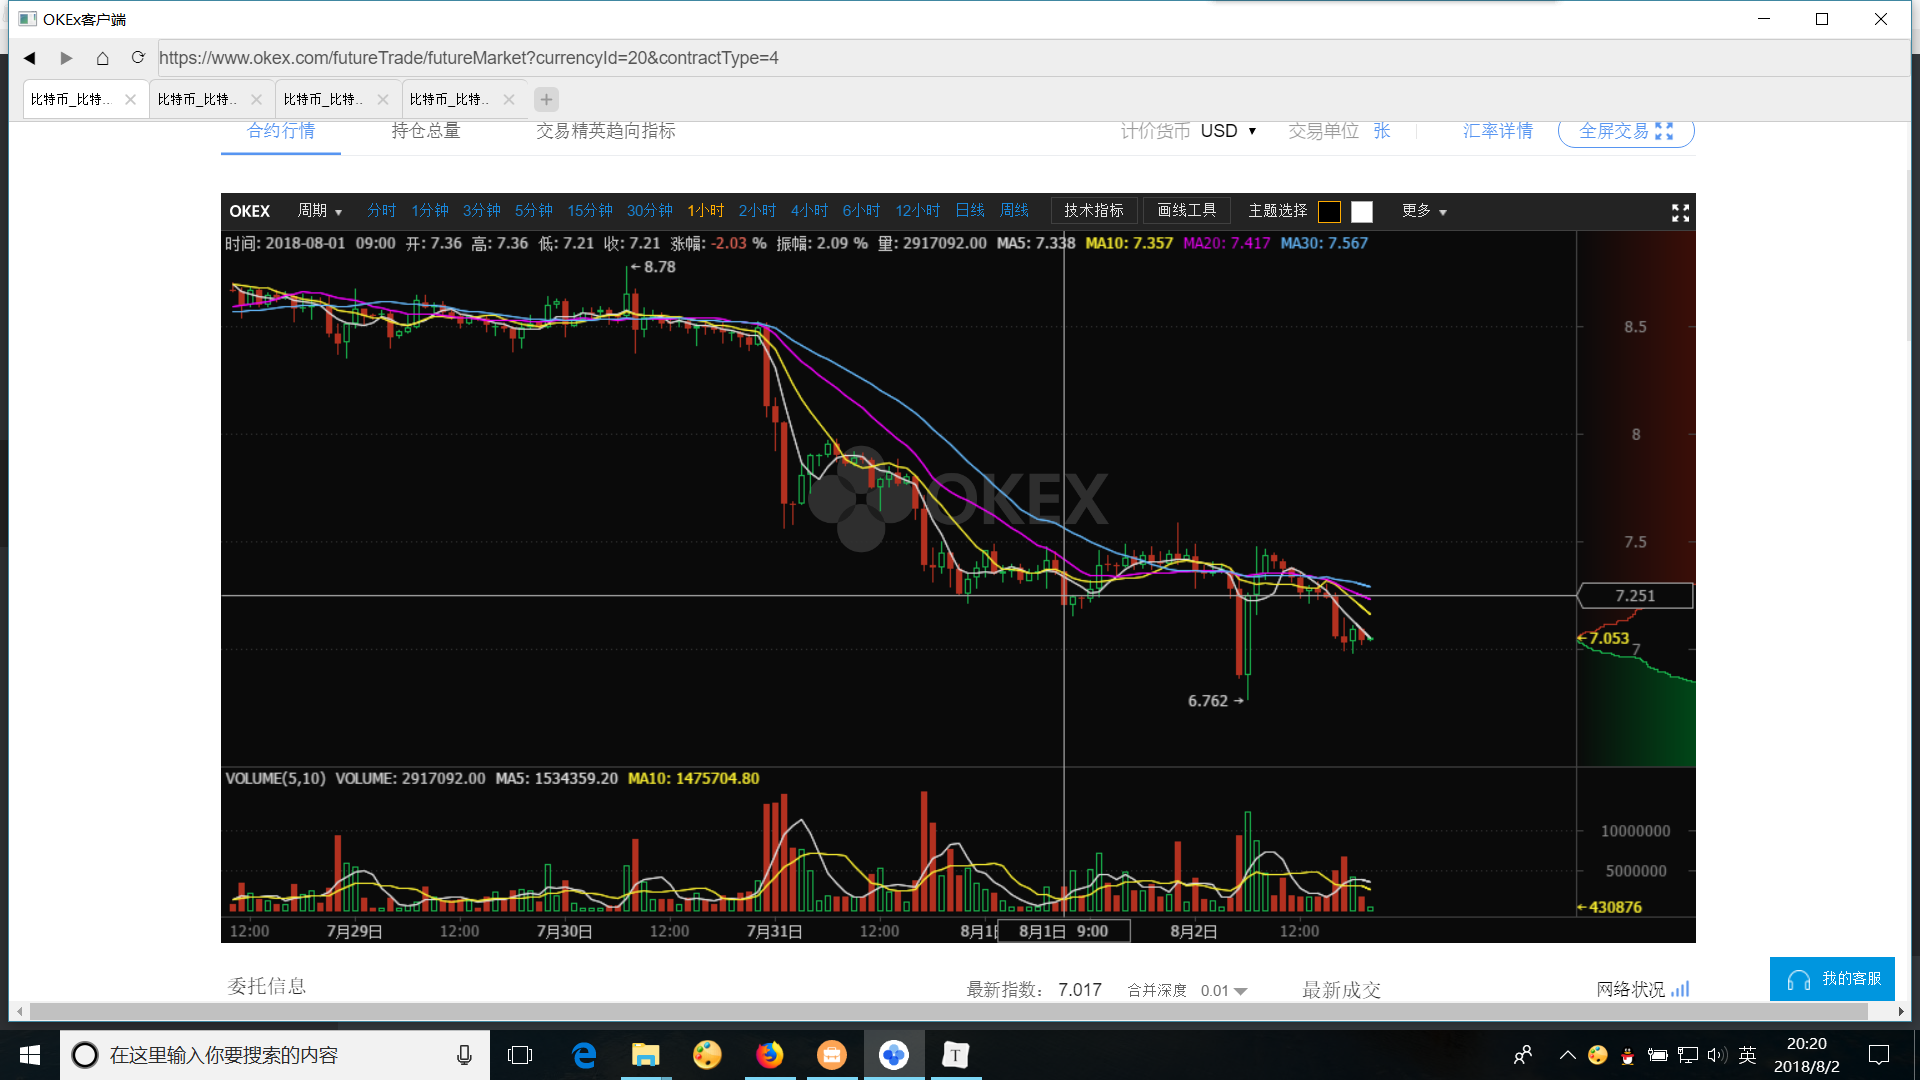 OKEx客户端
https://www.okex.com/futureTrade/futureMarket?currencyId=20&contractType=4
比特币_比特... 比特币_比特.. 比特币_比特.. 比特币_比特..
合约行情 持仓总量 交易精英趋向指标 计价货币 USD 交易单位 张 汇率详情 全屏交易
OKEX 周期 分时 1分钟 3分钟 5分钟 15分钟 30分钟 1小时 2小时 4小时 6小时 12小时 日线 周线 技术指标 画线工具 主题选择 更多
时间: 2018-08-01 09:00 开: 7.36 高: 7.36 低: 7.21 收: 7.21 涨幅: -2.03 % 振幅: 2.09 % 量: 2917092.00 MA5: 7.338 MA10: 7.357 MA20: 7.417 MA30: 7.567
8.78
8.5
8
OKEX
7.5
7.251
7.053
7
6.762
VOLUME(5,10) VOLUME: 2917092.00 MA5: 1534359.20 MA10: 1475704.80
10000000
5000000
430876
12:00 7月29日 12:00 7月30日 12:00 7月31日 12:00 8月1日 8月1日 9:00 8月2日 12:00
委托信息 最新指数: 7.017 合并深度 0.01 最新成交 网络状况
我的客服
在这里输入你要搜索的内容
T
英
20:20
2018/8/2